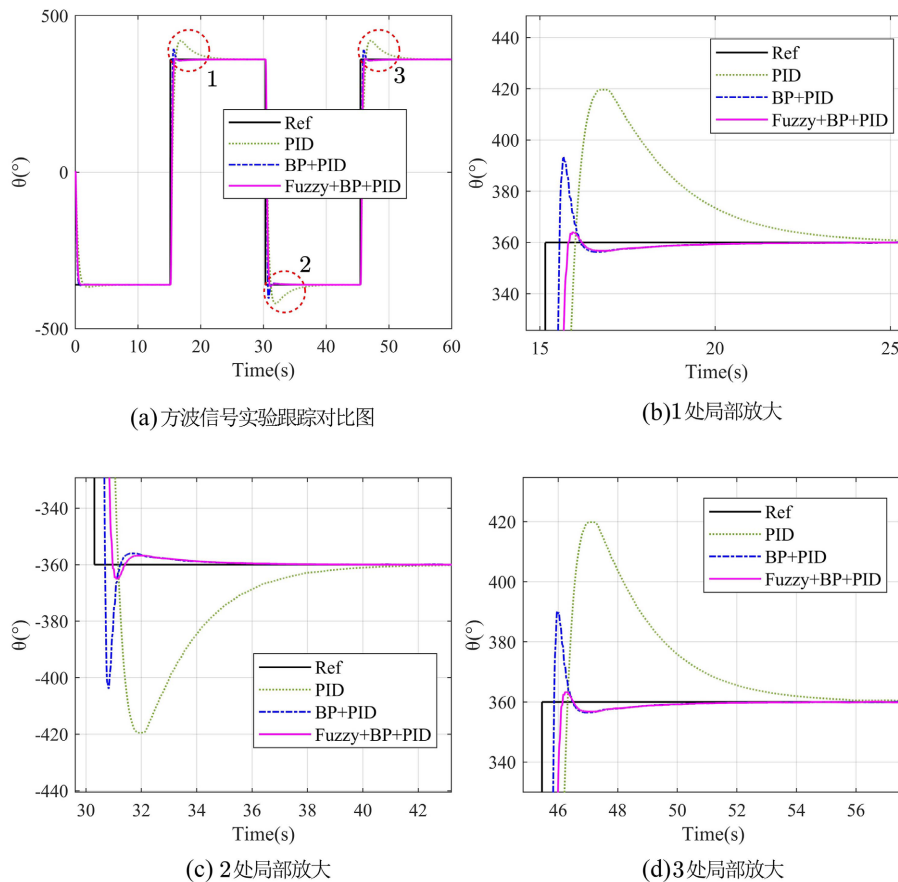 500
0
-500
θ(°)
0 10 20 30 40 50 60
Time(s)
1
2
3
Ref
PID
BP+PID
Fuzzy+BP+PID
(a) 方波信号实验跟踪对比图
440
420
400
380
360
340
θ(°)
15 20 25
Time(s)
Ref
PID
BP+PID
Fuzzy+BP+PID
(b)1处局部放大
-340
-360
-380
-400
-420
-440
θ(°)
30 32 34 36 38 40 42
Time(s)
Ref
PID
BP+PID
Fuzzy+BP+PID
(c) 2处局部放大
420
400
380
360
340
θ(°)
46 48 50 52 54 56
Time(s)
Ref
PID
BP+PID
Fuzzy+BP+PID
(d)3处局部放大